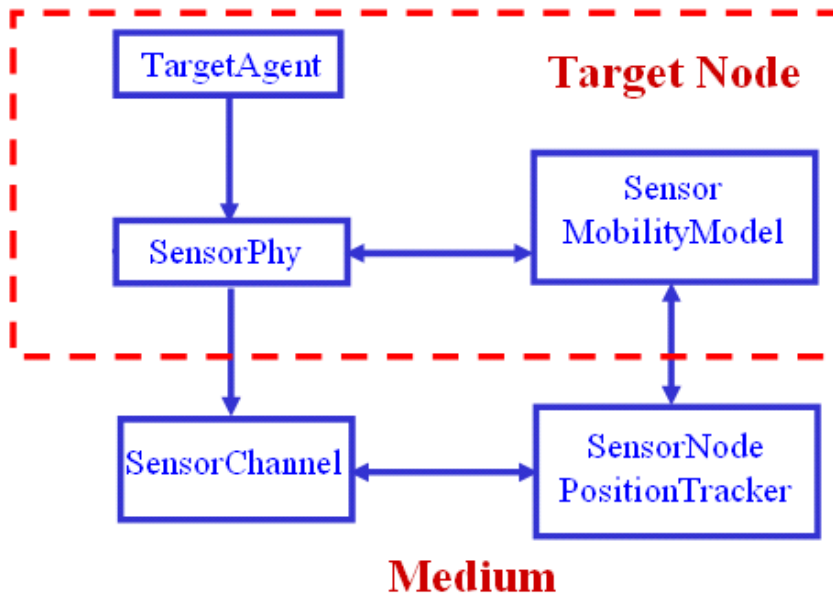 TargetAgent
Target Node
Sensor
MobilityModel
SensorPhy
SensorChannel
SensorNode
PositionTracker
Medium